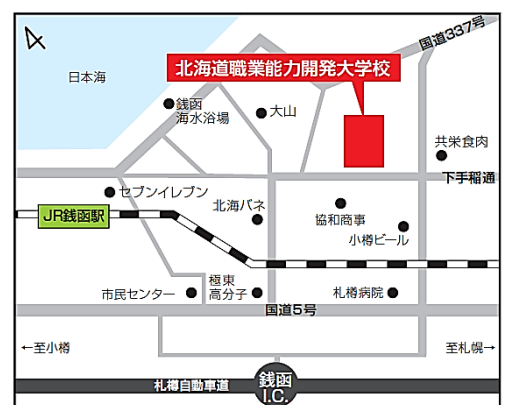 国道337号
北海道職業能力開発大学校
日本海
銭函
海水浴場
大山
共栄食肉
下手稲通
セブンイレブン
JR銭函駅
北海バネ
協和商事
小樽ビール
市民センター
極東
高分子
札樽病院
国道5号
←至小樽
至札幌→
札樽自動車道
銭函
I.C.